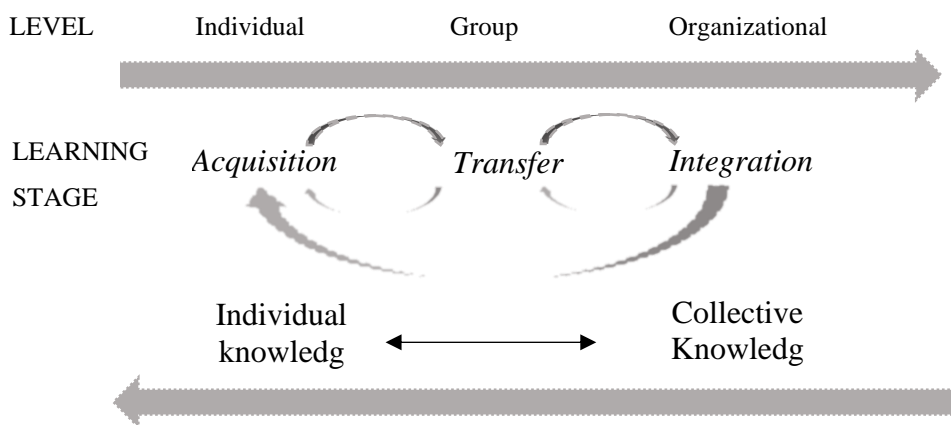 LEVEL Individual Group Organizational
LEARNING
STAGE
Acquisition Transfer Integration
Individual
knowledg
Collective
Knowledg